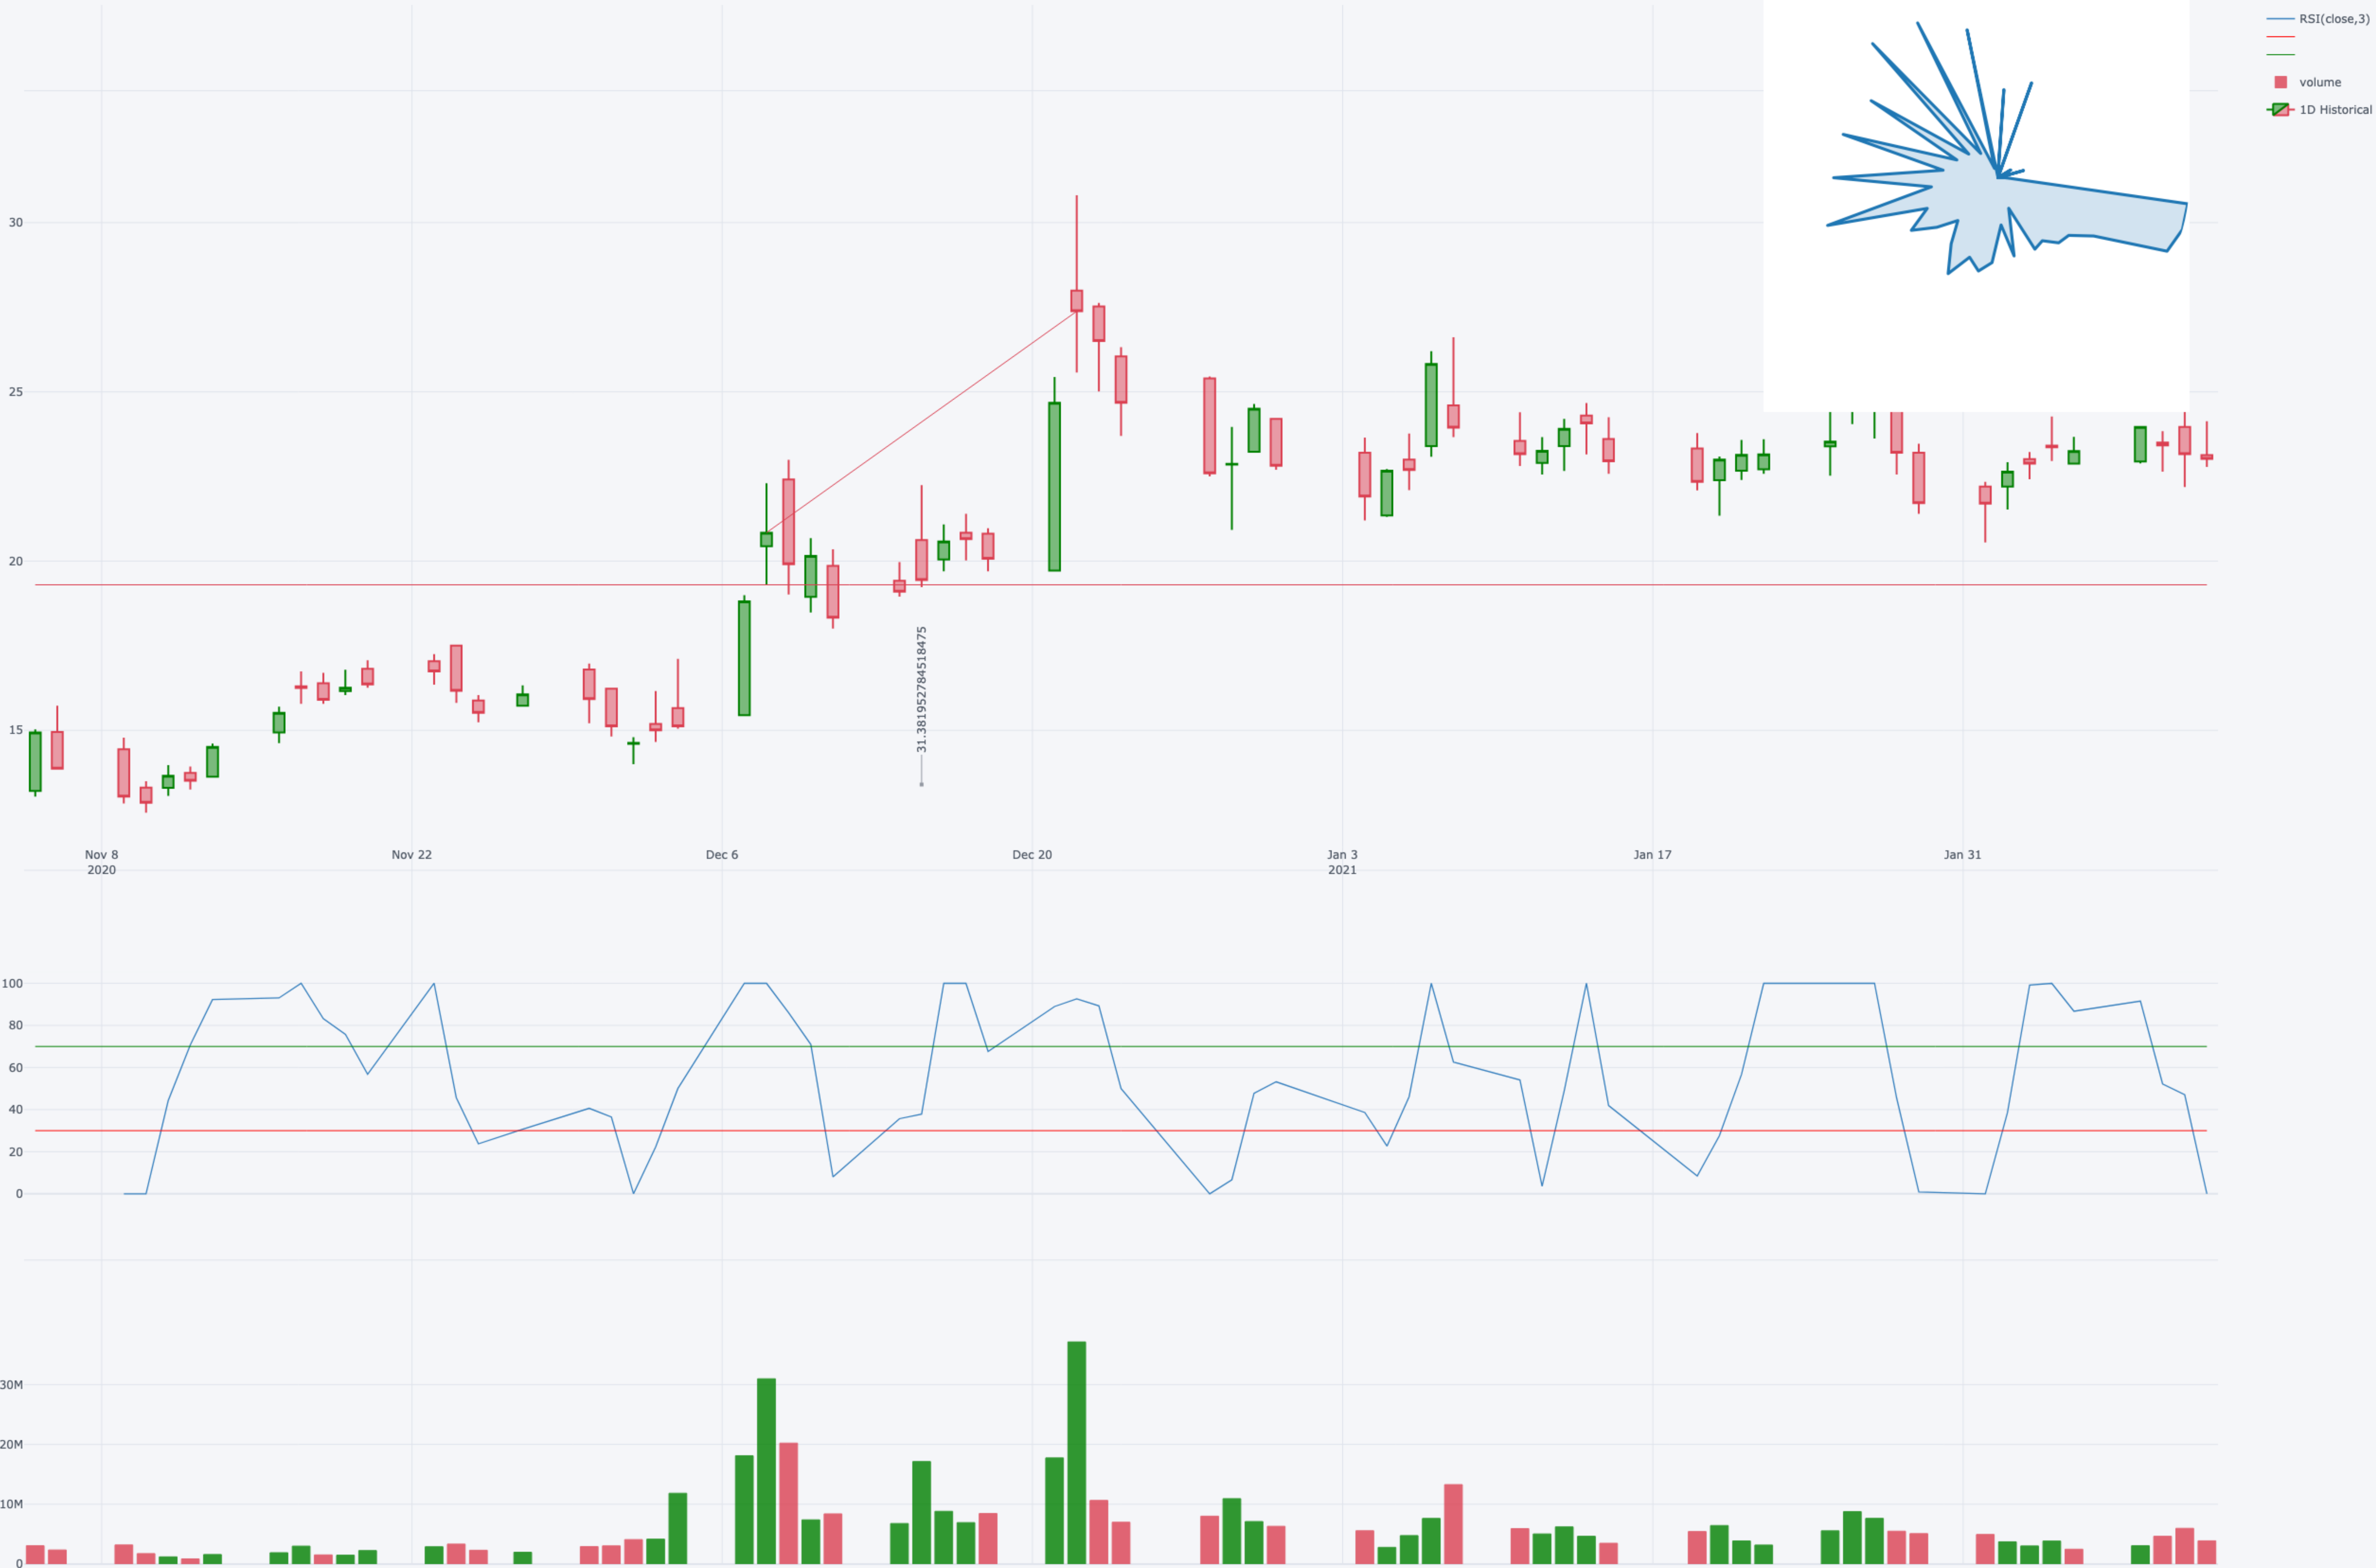 RSI(close,3)
volume
1D Historical
30
25
20
15
31.381952784518475
Nov 8
2020
Nov 22
Dec 6
Dec 20
Jan 3
2021
Jan 17
Jan 31
100
80
60
40
20
0
30M
20M
10M
0